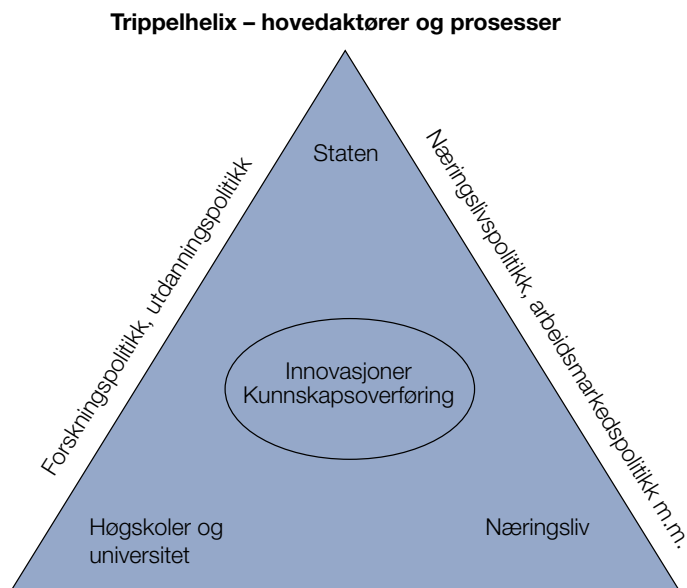 Trippelhelix – hovedaktører og prosesser
Staten
Forskningspolitikk, utdanningspolitikk
Næringslivspolitikk, arbeidsmarkedspolitikk m.m.
Innovasjoner
Kunnskapsoverføring
Høgskoler og
universitet
Næringsliv